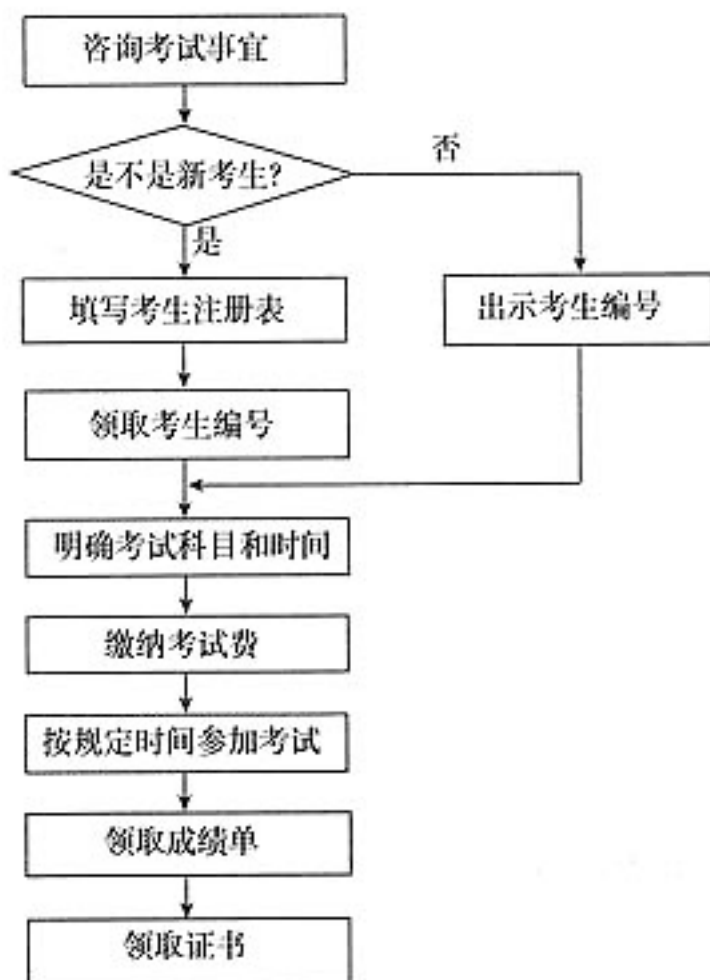 咨询考试事宜
是不是新考生?
否
是
填写考生注册表
出示考生编号
领取考生编号
明确考试科目和时间
缴纳考试费
按规定时间参加考试
领取成绩单
领取证书